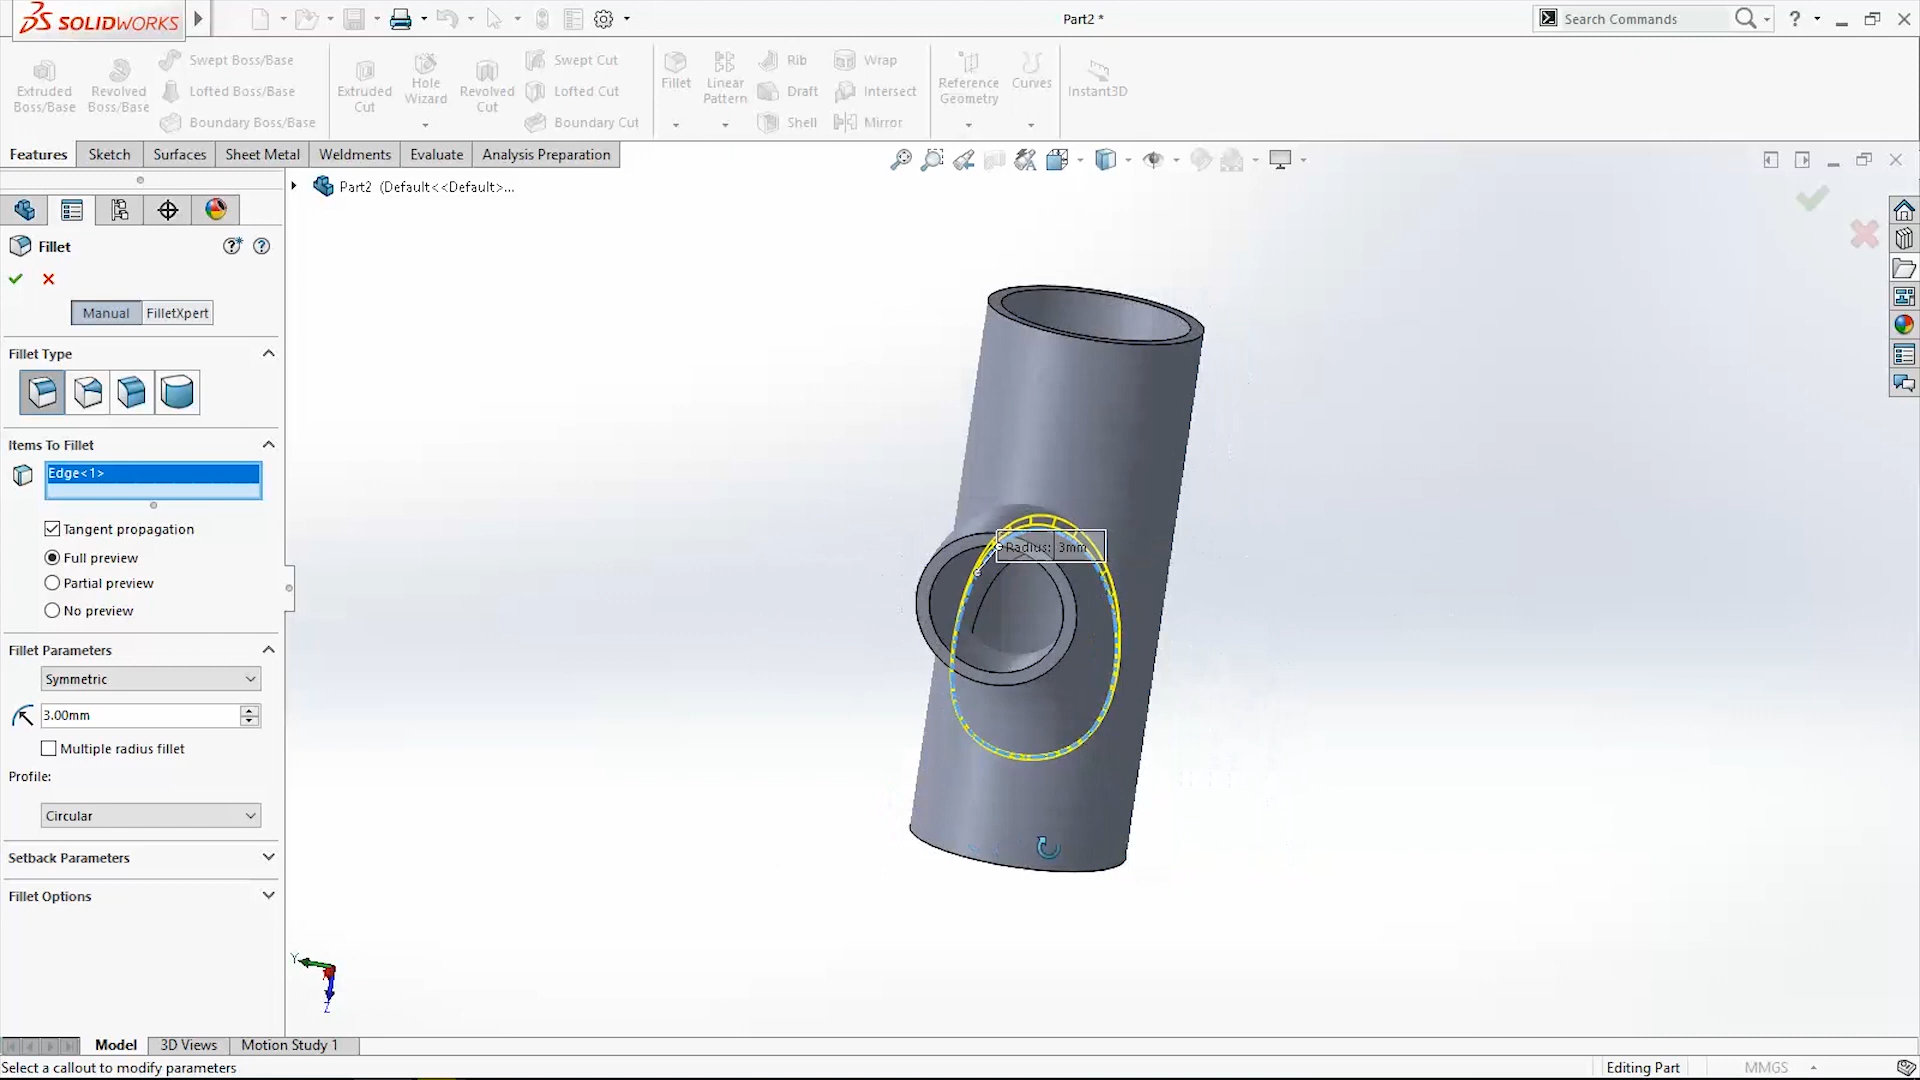 SOLIDWORKS
Part2 *
Search Commands
Extruded Boss/Base
Revolved Boss/Base
Swept Boss/Base
Lofted Boss/Base
Boundary Boss/Base
Extruded Cut
Hole Wizard
Revolved Cut
Swept Cut
Lofted Cut
Boundary Cut
Fillet
Linear Pattern
Rib
Draft
Shell
Wrap
Intersect
Mirror
Reference Geometry
Curves
Instant3D
Features
Sketch
Surfaces
Sheet Metal
Weldments
Evaluate
Analysis Preparation
Part2 (Default<<Default>...
Fillet
Manual
FilletXpert
Fillet Type
Items To Fillet
Edge<1>
Tangent propagation
Full preview
Partial preview
No preview
Fillet Parameters
Symmetric
3.00mm
Multiple radius fillet
Profile:
Circular
Setback Parameters
Fillet Options
Radius: 3mm
Y
Z
Model
3D Views
Motion Study 1
Select a callout to modify parameters
Editing Part
MMGS